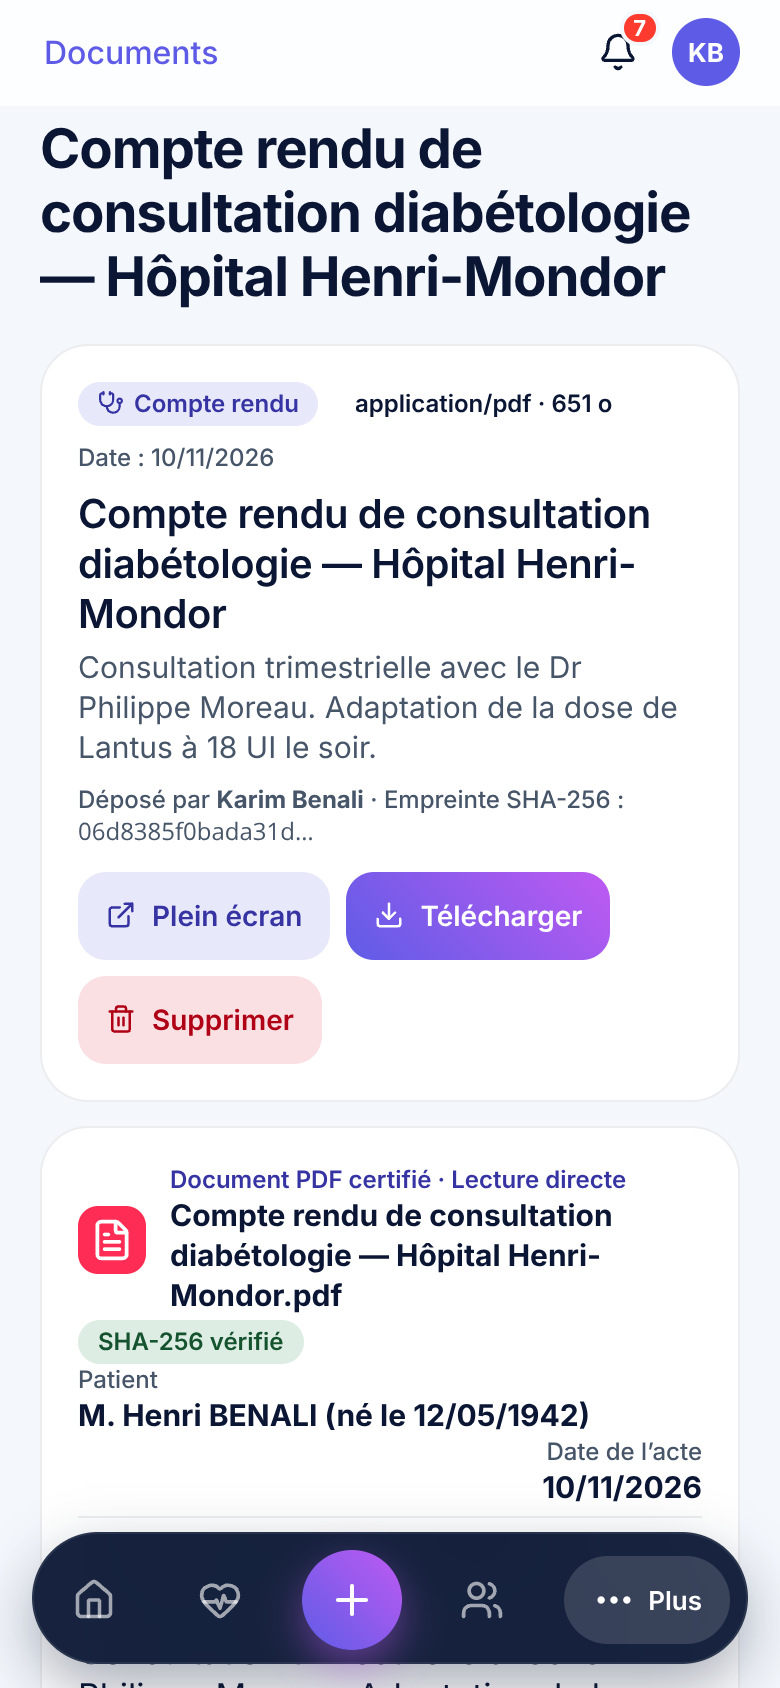 Documents
7
KB
Compte rendu de
consultation diabétologie
— Hôpital Henri-Mondor
Compte rendu
application/pdf · 651 o
Date : 10/11/2026
Compte rendu de consultation
diabétologie — Hôpital Henri-
Mondor
Consultation trimestrielle avec le Dr
Philippe Moreau. Adaptation de la dose de
Lantus à 18 UI le soir.
Déposé par Karim Benali · Empreinte SHA-256 :
06d8385f0bada31d…
Plein écran
Télécharger
Supprimer
Document PDF certifié · Lecture directe
Compte rendu de consultation
diabétologie — Hôpital Henri-
Mondor.pdf
SHA-256 vérifié
Patient
M. Henri BENALI (né le 12/05/1942)
Date de l’acte
10/11/2026
Plus